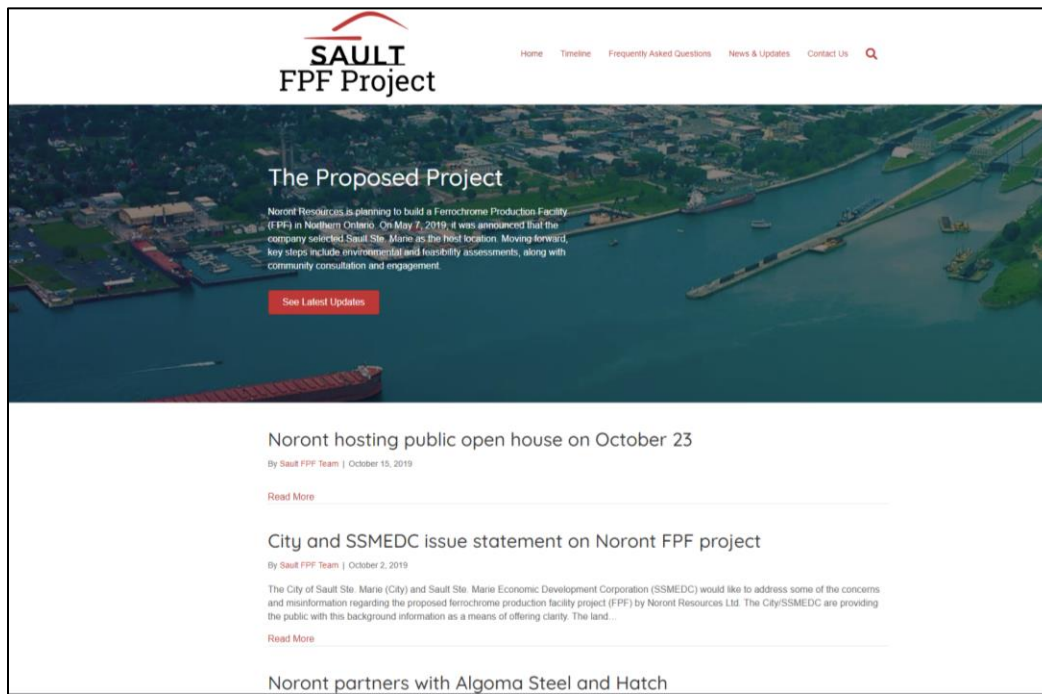 SAULT
FPF Project
Home Timeline Frequently Asked Questions News & Updates Contact Us
The Proposed Project
Noront Resources is planning to build a Ferrochrome Production Facility
(FPF) in Northern Ontario. On May 7, 2019, it was announced that the
company selected Sault Ste. Marie as the host location. Moving forward,
key steps include environmental and feasibility assessments, along with
community consultation and engagement.
See Latest Updates
Noront hosting public open house on October 23
By Sault FPF Team | October 15, 2019
Read More
City and SSMEDC issue statement on Noront FPF project
By Sault FPF Team | October 2, 2019
The City of Sault Ste. Marie (City) and Sault Ste. Marie Economic Development Corporation (SSMEDC) would like to address some of the concerns
and misinformation regarding the proposed ferrochrome production facility project (FPF) by Noront Resources Ltd. The City/SSMEDC are providing
the public with this background information as a means of offering clarity. The land...
Read More
Noront partners with Algoma Steel and Hatch